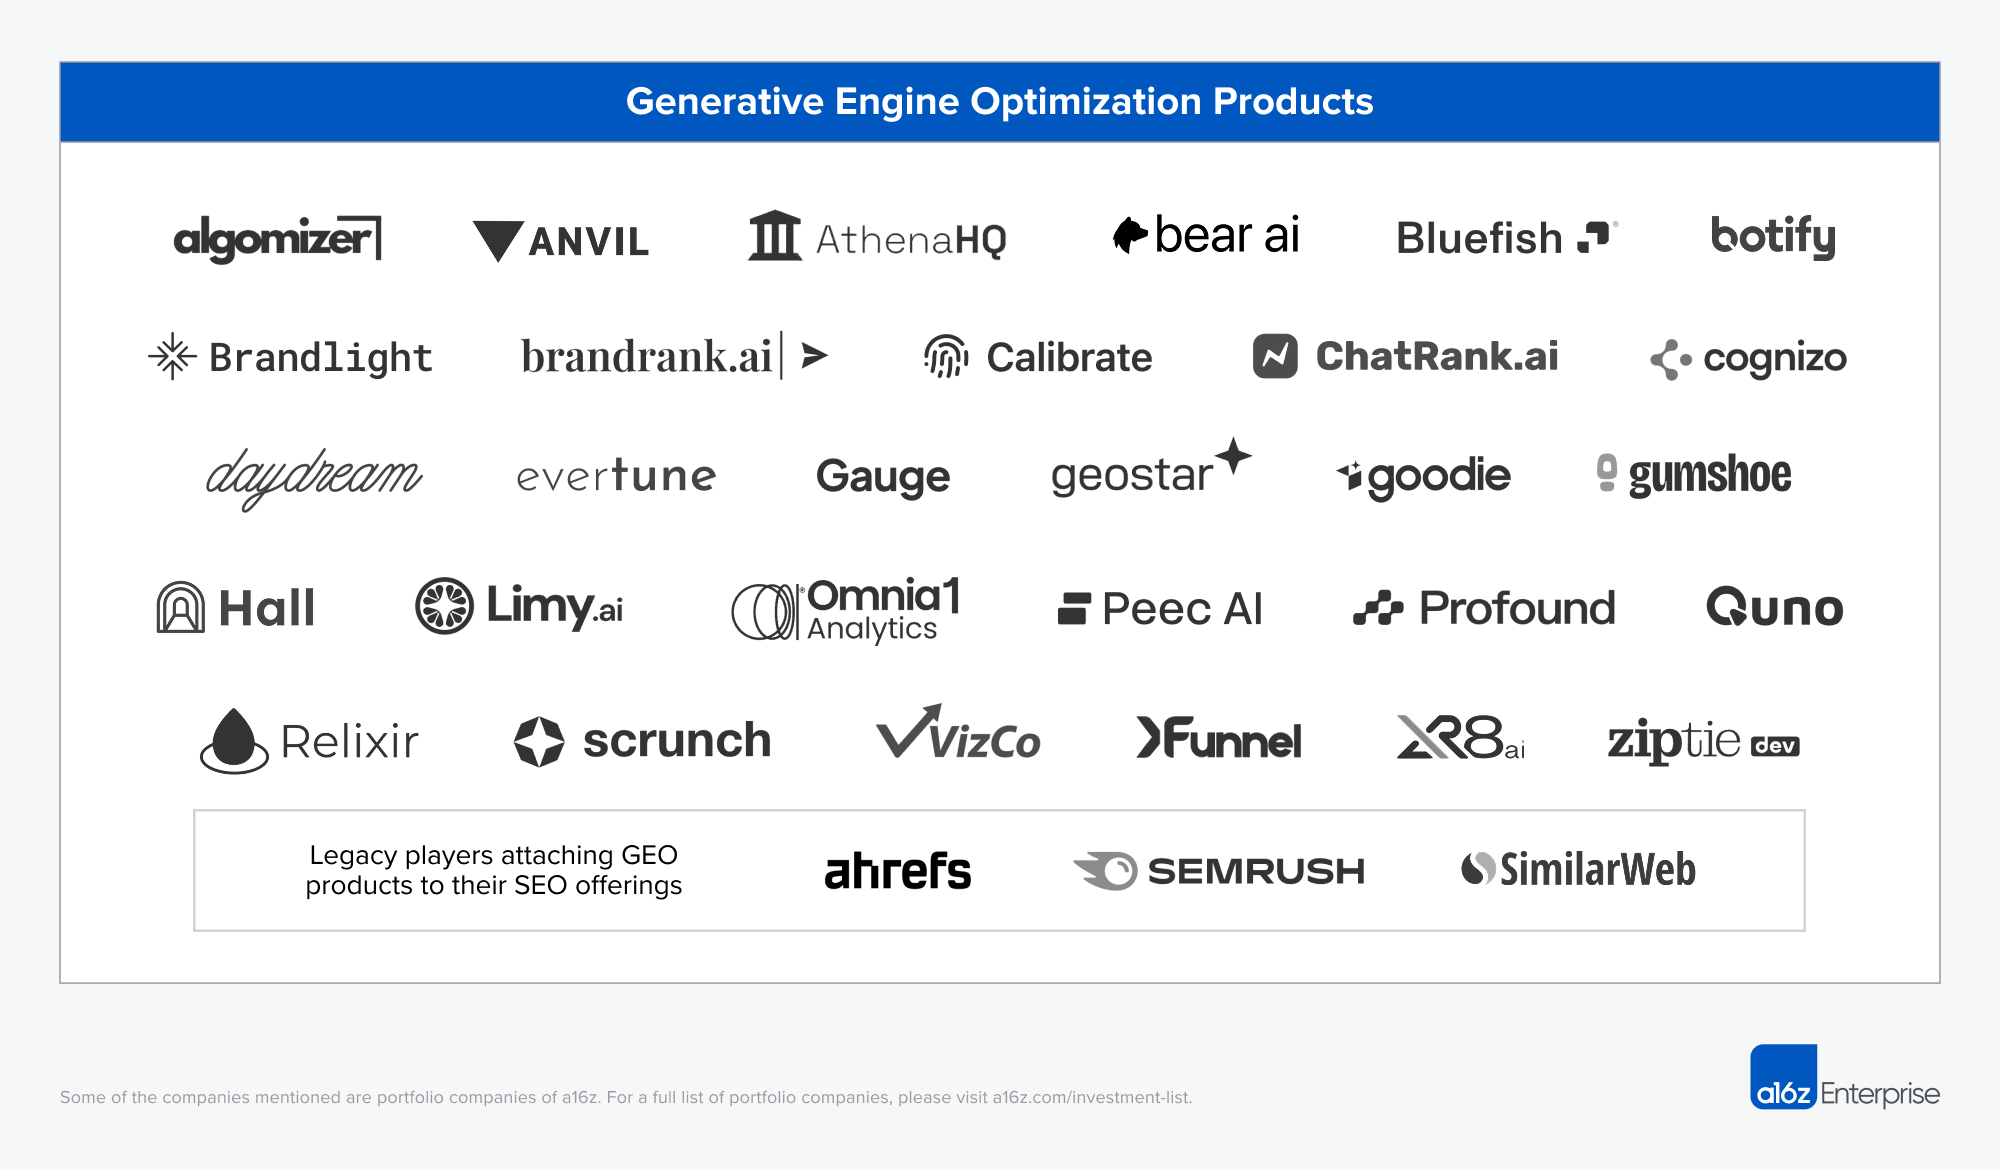 Generative Engine Optimization Products
algomizer ANVIL AthenaHQ bear ai Bluefish ® botify
Brandlight brandrank.ai Calibrate ChatRank.ai cognizo
daydream evertune Gauge geostar goodie gumshoe
Hall Limy.ai ® Omnia1 Analytics Peec AI Profound Quno
Relixir scrunch VizCo XFunnel XR8ai ziptie dev
Legacy players attaching GEO
products to their SEO offerings
ahrefs SEMRUSH SimilarWeb
Some of the companies mentioned are portfolio companies of a16z. For a full list of portfolio companies, please visit a16z.com/investment-list.
a16z Enterprise